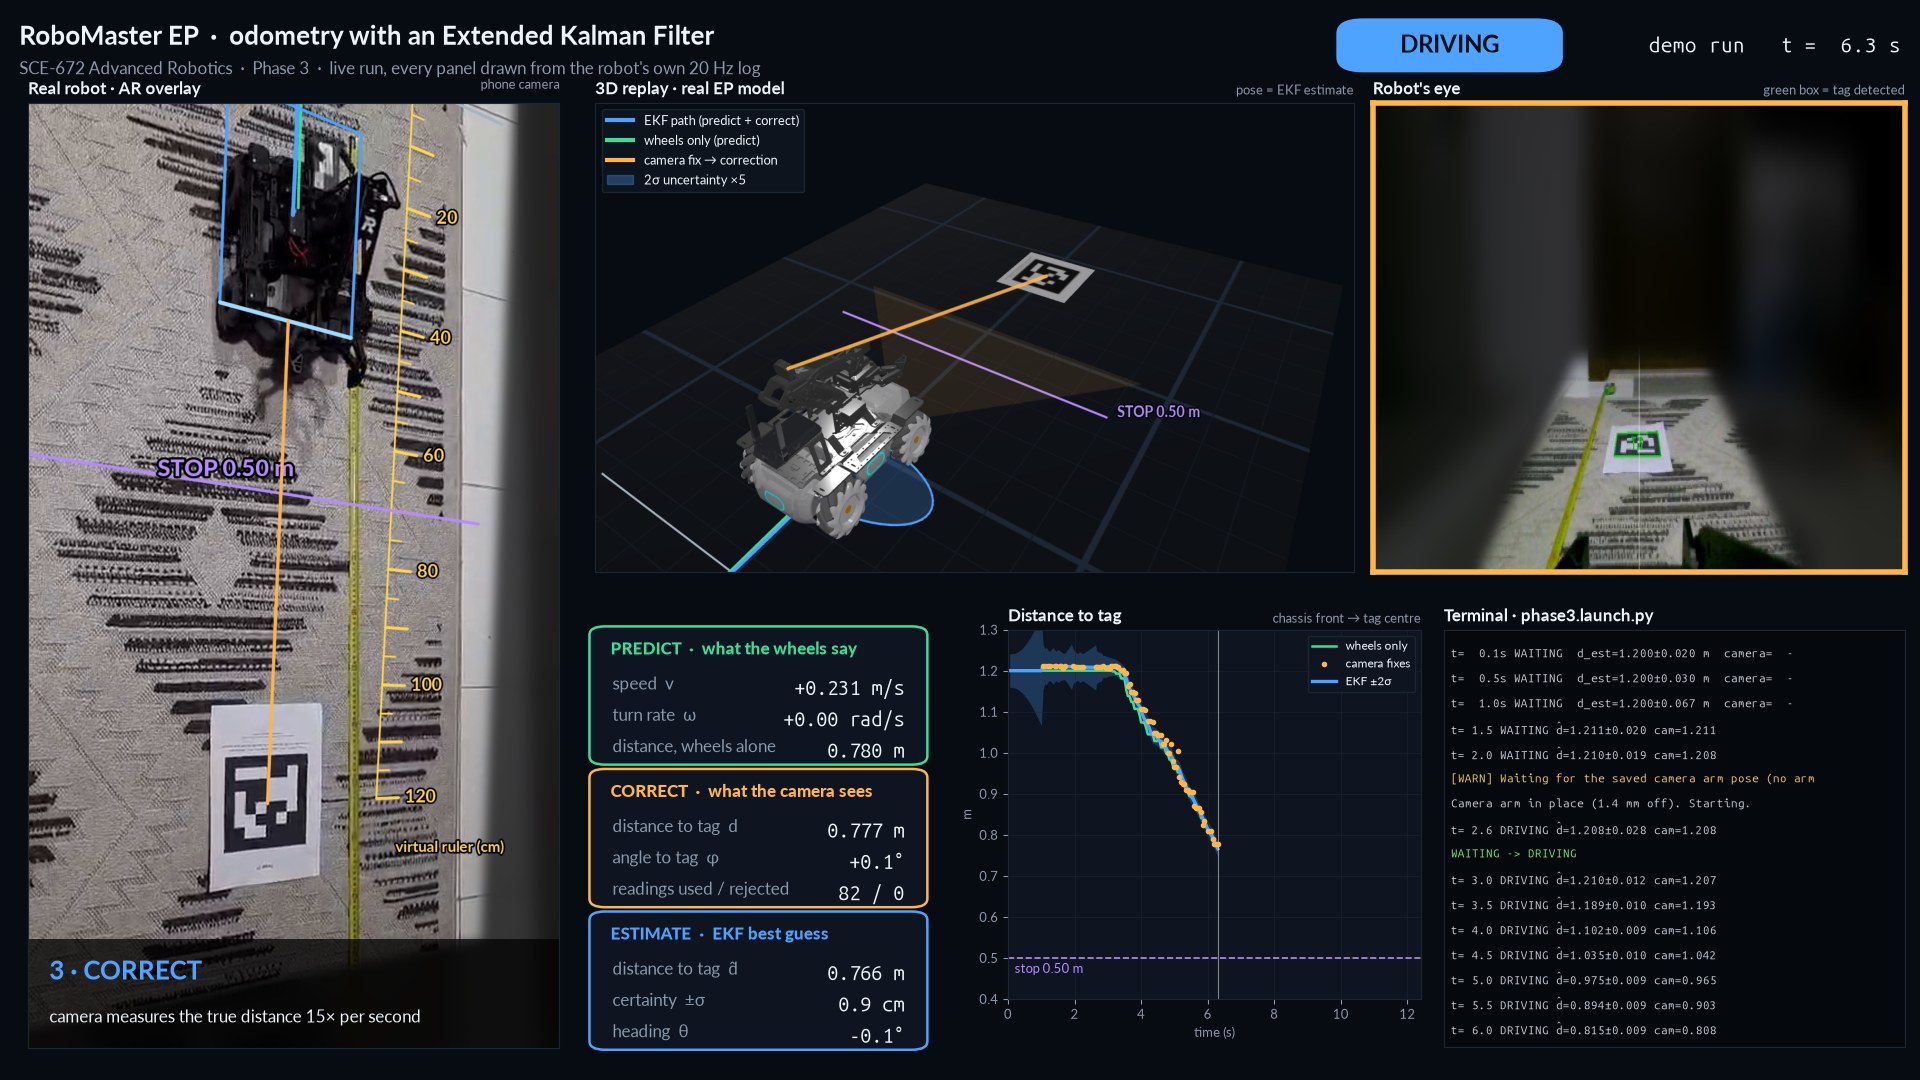 RoboMaster EP · odometry with an Extended Kalman Filter
SCE-672 Advanced Robotics · Phase 3 · live run, every panel drawn from the robot's own 20 Hz log
DRIVING
demo run t = 6.3 s
Real robot · AR overlay
phone camera
20
40
60
80
100
120
STOP 0.50 m
virtual ruler (cm)
3 · CORRECT
camera measures the true distance 15× per second
3D replay · real EP model
pose = EKF estimate
EKF path (predict + correct)
wheels only (predict)
camera fix → correction
2σ uncertainty ×5
STOP 0.50 m
Robot's eye
green box = tag detected
PREDICT · what the wheels say
speed v +0.231 m/s
turn rate ω +0.00 rad/s
distance, wheels alone 0.780 m
CORRECT · what the camera sees
distance to tag d 0.777 m
angle to tag φ +0.1°
readings used / rejected 82 / 0
ESTIMATE · EKF best guess
distance to tag d̂ 0.766 m
certainty ±σ 0.9 cm
heading θ -0.1°
Distance to tag
chassis front → tag centre
1.3
1.2
1.1
1.0
0.9
0.8
0.7
0.6
0.5
0.4
m
wheels only
camera fixes
EKF ±2σ
stop 0.50 m
0 2 4 6 8 10 12
time (s)
Terminal · phase3.launch.py
t= 0.1s WAITING d_est=1.200±0.020 m camera= -
t= 0.5s WAITING d_est=1.200±0.030 m camera= -
t= 1.0s WAITING d_est=1.200±0.067 m camera= -
t= 1.5 WAITING d̂=1.211±0.020 cam=1.211
t= 2.0 WAITING d̂=1.210±0.019 cam=1.208
[WARN] Waiting for the saved camera arm pose (no arm
Camera arm in place (1.4 mm off). Starting.
t= 2.6 DRIVING d̂=1.208±0.028 cam=1.208
WAITING -> DRIVING
t= 3.0 DRIVING d̂=1.210±0.012 cam=1.207
t= 3.5 DRIVING d̂=1.189±0.010 cam=1.193
t= 4.0 DRIVING d̂=1.102±0.009 cam=1.106
t= 4.5 DRIVING d̂=1.035±0.010 cam=1.042
t= 5.0 DRIVING d̂=0.975±0.009 cam=0.965
t= 5.5 DRIVING d̂=0.894±0.009 cam=0.903
t= 6.0 DRIVING d̂=0.815±0.009 cam=0.808